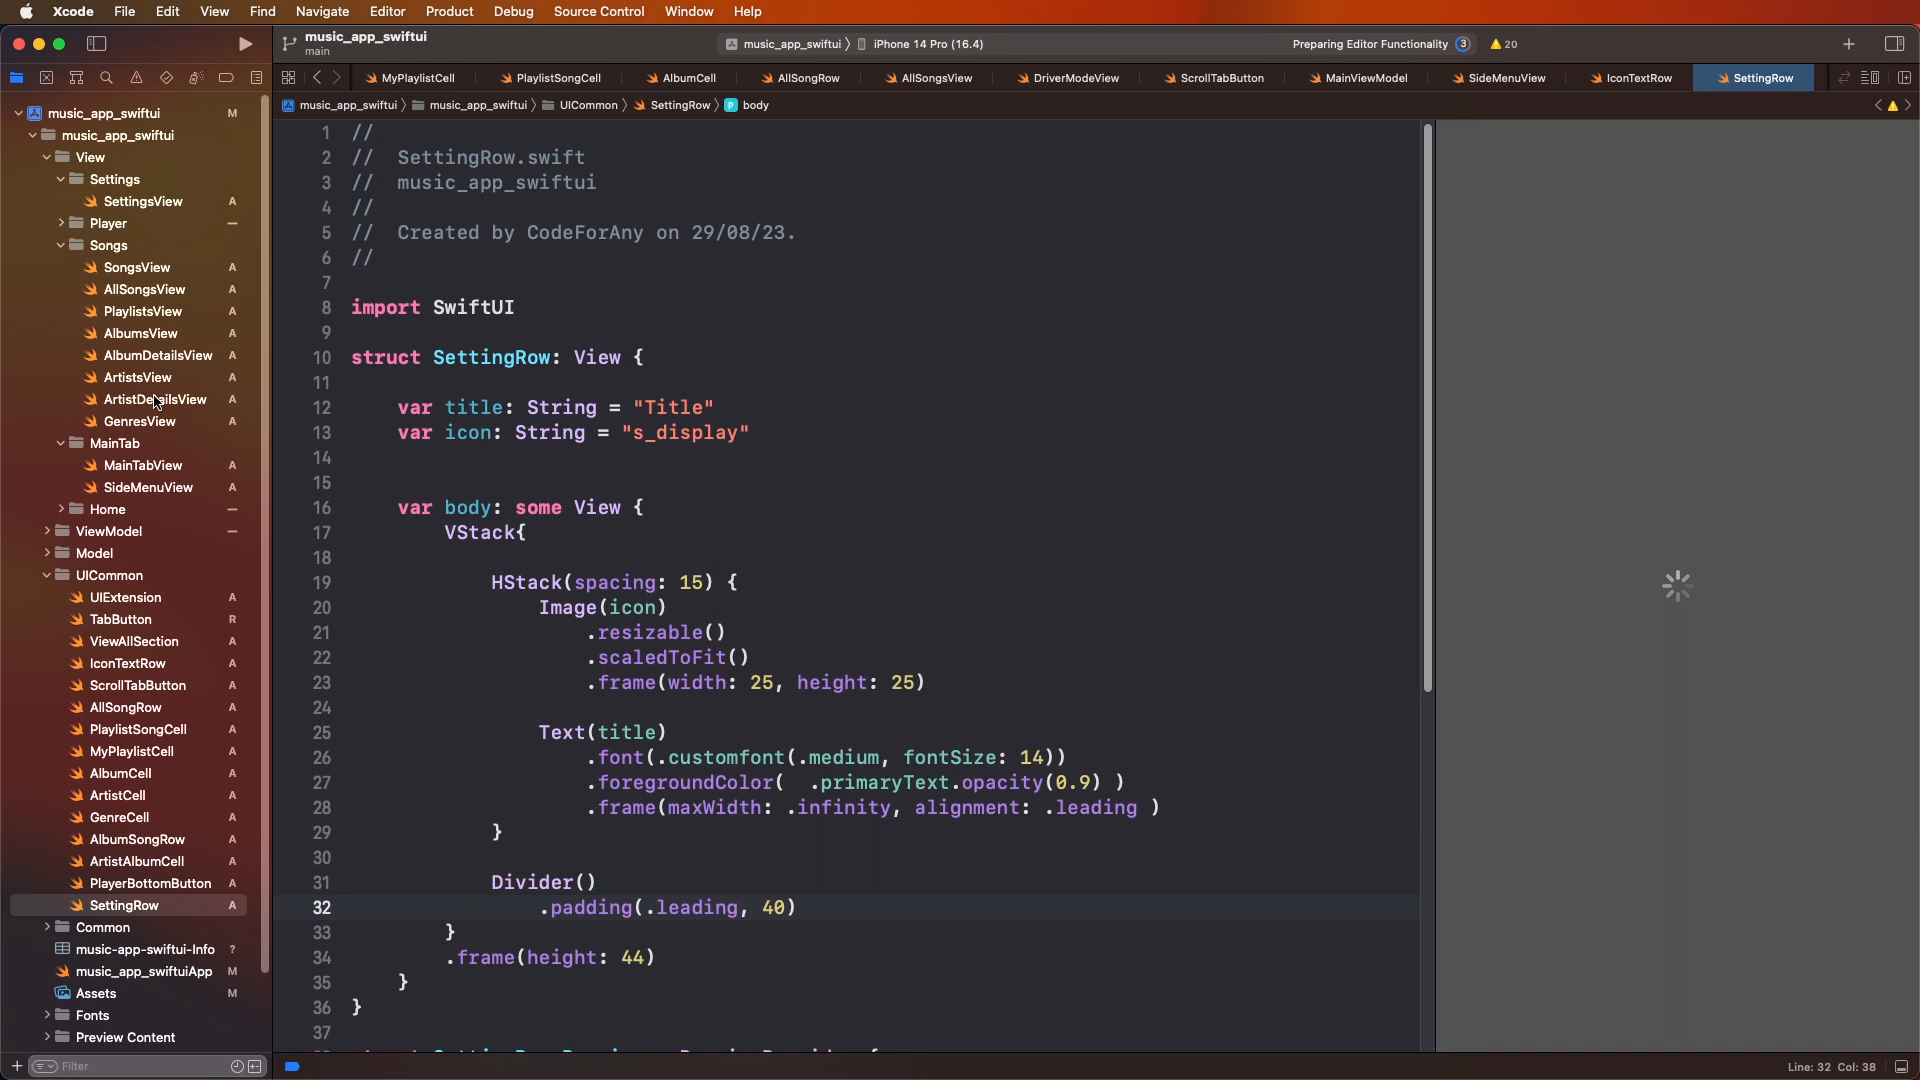 Xcode File Edit View Find Navigate Editor Product Debug Source Control Window Help
music_app_swiftui
main
music_app_swiftui 〉 iPhone 14 Pro (16.4)
Preparing Editor Functionality 3
20
MyPlaylistCell PlaylistSongCell AlbumCell AllSongRow AllSongsView DriverModeView ScrollTabButton MainViewModel SideMenuView IconTextRow SettingRow
music_app_swiftui 〉 music_app_swiftui 〉 UICommon 〉 SettingRow 〉 P body
music_app_swiftui M
music_app_swiftui
View
Settings
SettingsView A
Player
Songs
SongsView A
AllSongsView A
PlaylistsView A
AlbumsView A
AlbumDetailsView A
ArtistsView A
ArtistDetailsView A
GenresView A
MainTab
MainTabView A
SideMenuView A
Home
ViewModel
Model
UICommon
UIExtension A
TabButton R
ViewAllSection A
IconTextRow A
ScrollTabButton A
AllSongRow A
PlaylistSongCell A
MyPlaylistCell A
AlbumCell A
ArtistCell A
GenreCell A
AlbumSongRow A
ArtistAlbumCell A
PlayerBottomButton A
SettingRow A
Common
music-app-swiftui-Info ?
music_app_swiftuiApp M
Assets M
Fonts
Preview Content
Filter
1 //
2 //  SettingRow.swift
3 //  music_app_swiftui
4 //
5 //  Created by CodeForAny on 29/08/23.
6 //
7
8 import SwiftUI
9
10 struct SettingRow: View {
11
12     var title: String = "Title"
13     var icon: String = "s_display"
14
15
16     var body: some View {
17         VStack{
18
19             HStack(spacing: 15) {
20                 Image(icon)
21                     .resizable()
22                     .scaledToFit()
23                     .frame(width: 25, height: 25)
24
25                 Text(title)
26                     .font(.customfont(.medium, fontSize: 14))
27                     .foregroundColor(  .primaryText.opacity(0.9) )
28                     .frame(maxWidth: .infinity, alignment: .leading )
29             }
30
31             Divider()
32                 .padding(.leading, 40)
33         }
34         .frame(height: 44)
35     }
36 }
37
Line: 32 Col: 38